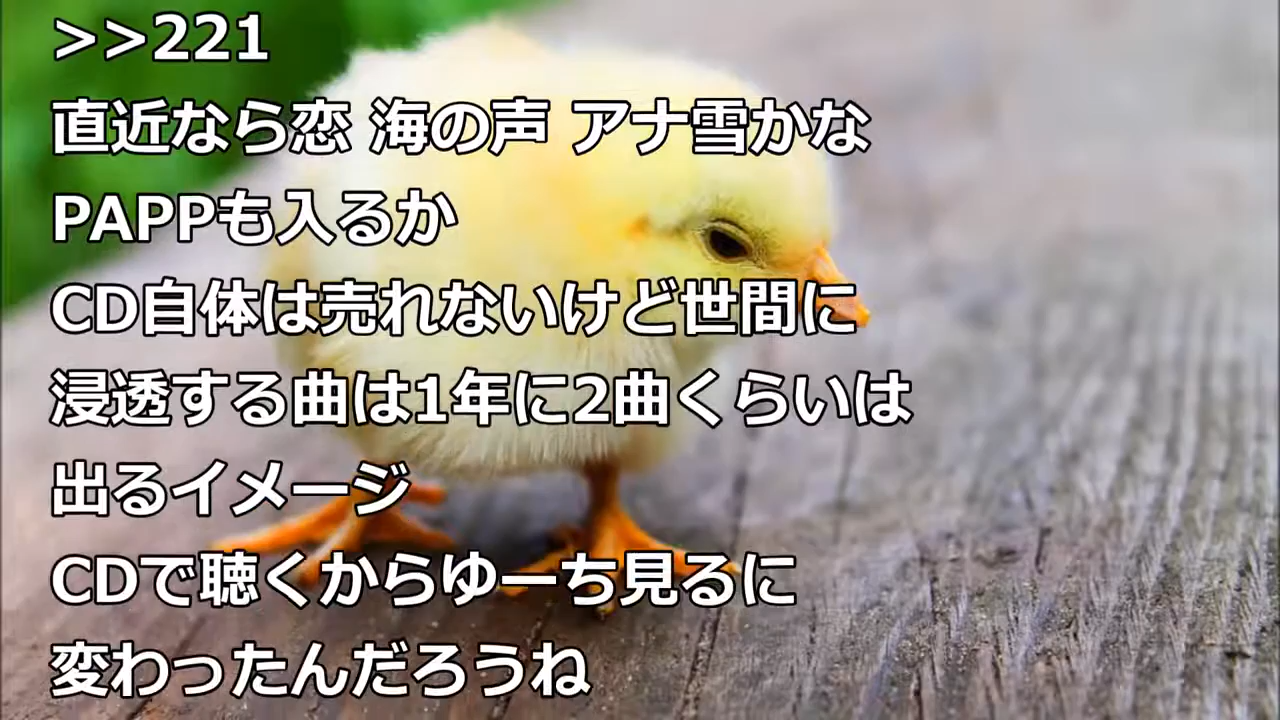 >>221
直近なら恋 海の声 アナ雪かな
PAPPも入るか
CD自体は売れないけど世間に
浸透する曲は1年に2曲くらいは
出るイメージ
CDで聴くからゆーち見るに
変わったんだろうね